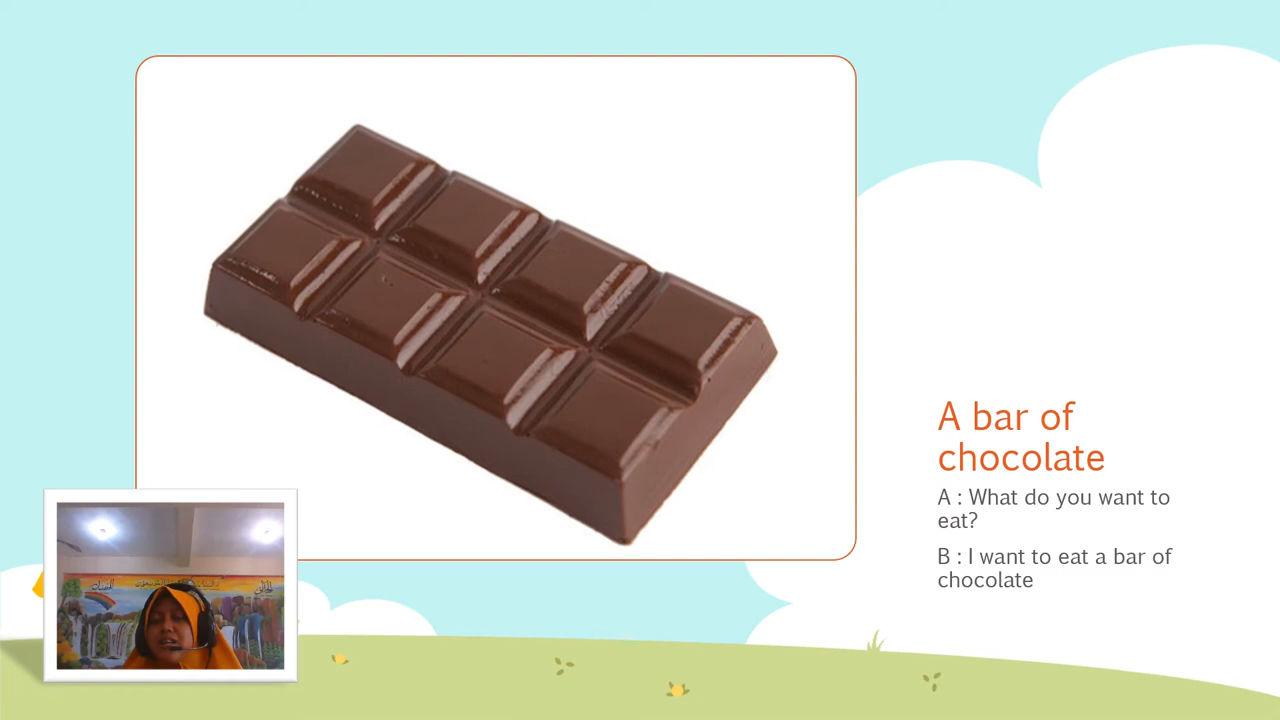 A bar of
chocolate
A : What do you want to
eat?
B : I want to eat a bar of
chocolate